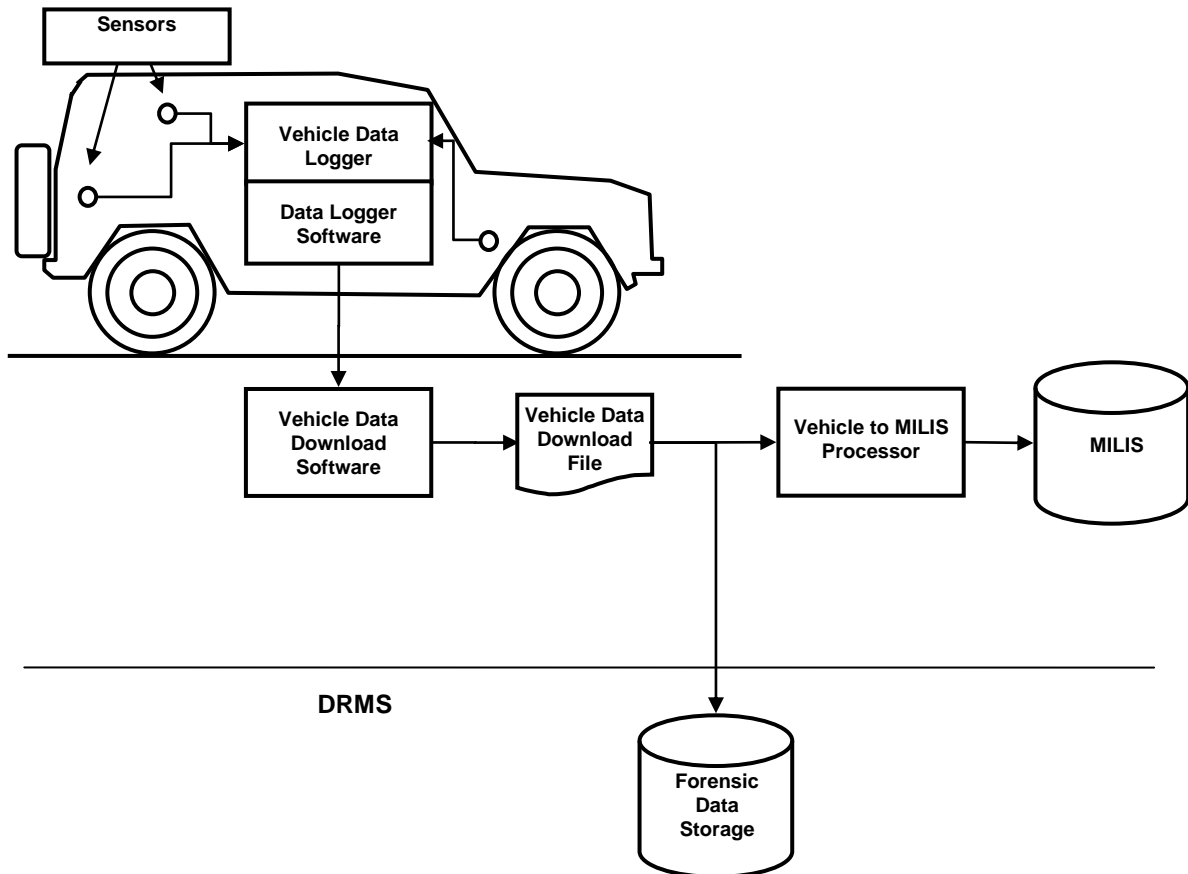 Sensors
Vehicle Data
Logger
Data Logger
Software
Vehicle Data
Download
Software
Vehicle Data
Download
File
Vehicle to MILIS
Processor
MILIS
DRMS
Forensic
Data
Storage